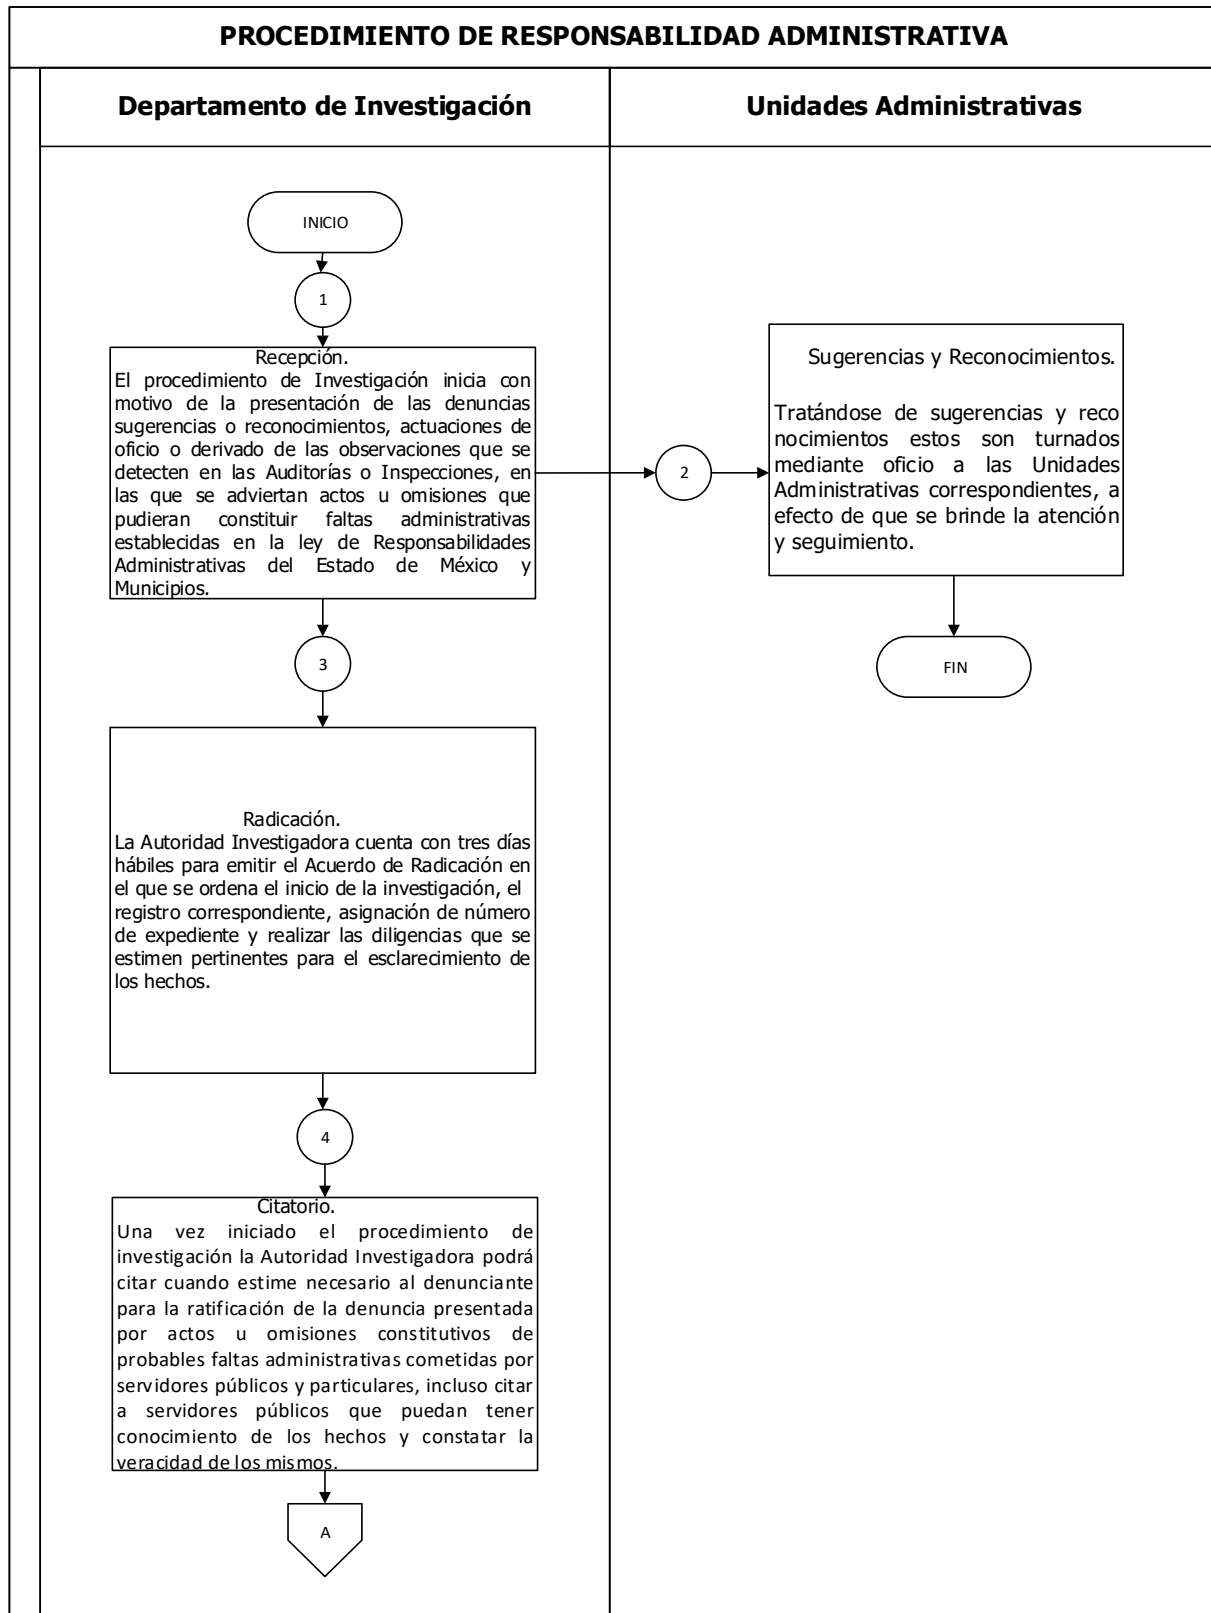 PROCEDIMIENTO DE RESPONSABILIDAD ADMINISTRATIVA
Departamento de Investigación
Unidades Administrativas
INICIO
1
Recepción.
El procedimiento de Investigación inicia con
motivo de la presentación de las denuncias
sugerencias o reconocimientos, actuaciones de
oficio o derivado de las observaciones que se
detecten en las Auditorías o Inspecciones, en
las que se adviertan actos u omisiones que
pudieran constituir faltas administrativas
establecidas en la ley de Responsabilidades
Administrativas del Estado de México y
Municipios.
2
Sugerencias y Reconocimientos.
Tratándose de sugerencias y reco
nocimientos estos son turnados
mediante oficio a las Unidades
Administrativas correspondientes, a
efecto de que se brinde la atención
y seguimiento.
FIN
3
Radicación.
La Autoridad Investigadora cuenta con tres días
hábiles para emitir el Acuerdo de Radicación en
el que se ordena el inicio de la investigación, el
registro correspondiente, asignación de número
de expediente y realizar las diligencias que se
estimen pertinentes para el esclarecimiento de
los hechos.
4
Citatorio.
Una vez iniciado el procedimiento de
investigación la Autoridad Investigadora podrá
citar cuando estime necesario al denunciante
para la ratificación de la denuncia presentada
por actos u omisiones constitutivos de
probables faltas administrativas cometidas por
servidores públicos y particulares, incluso citar
a servidores públicos que puedan tener
conocimiento de los hechos y constatar la
veracidad de los mismos.
A